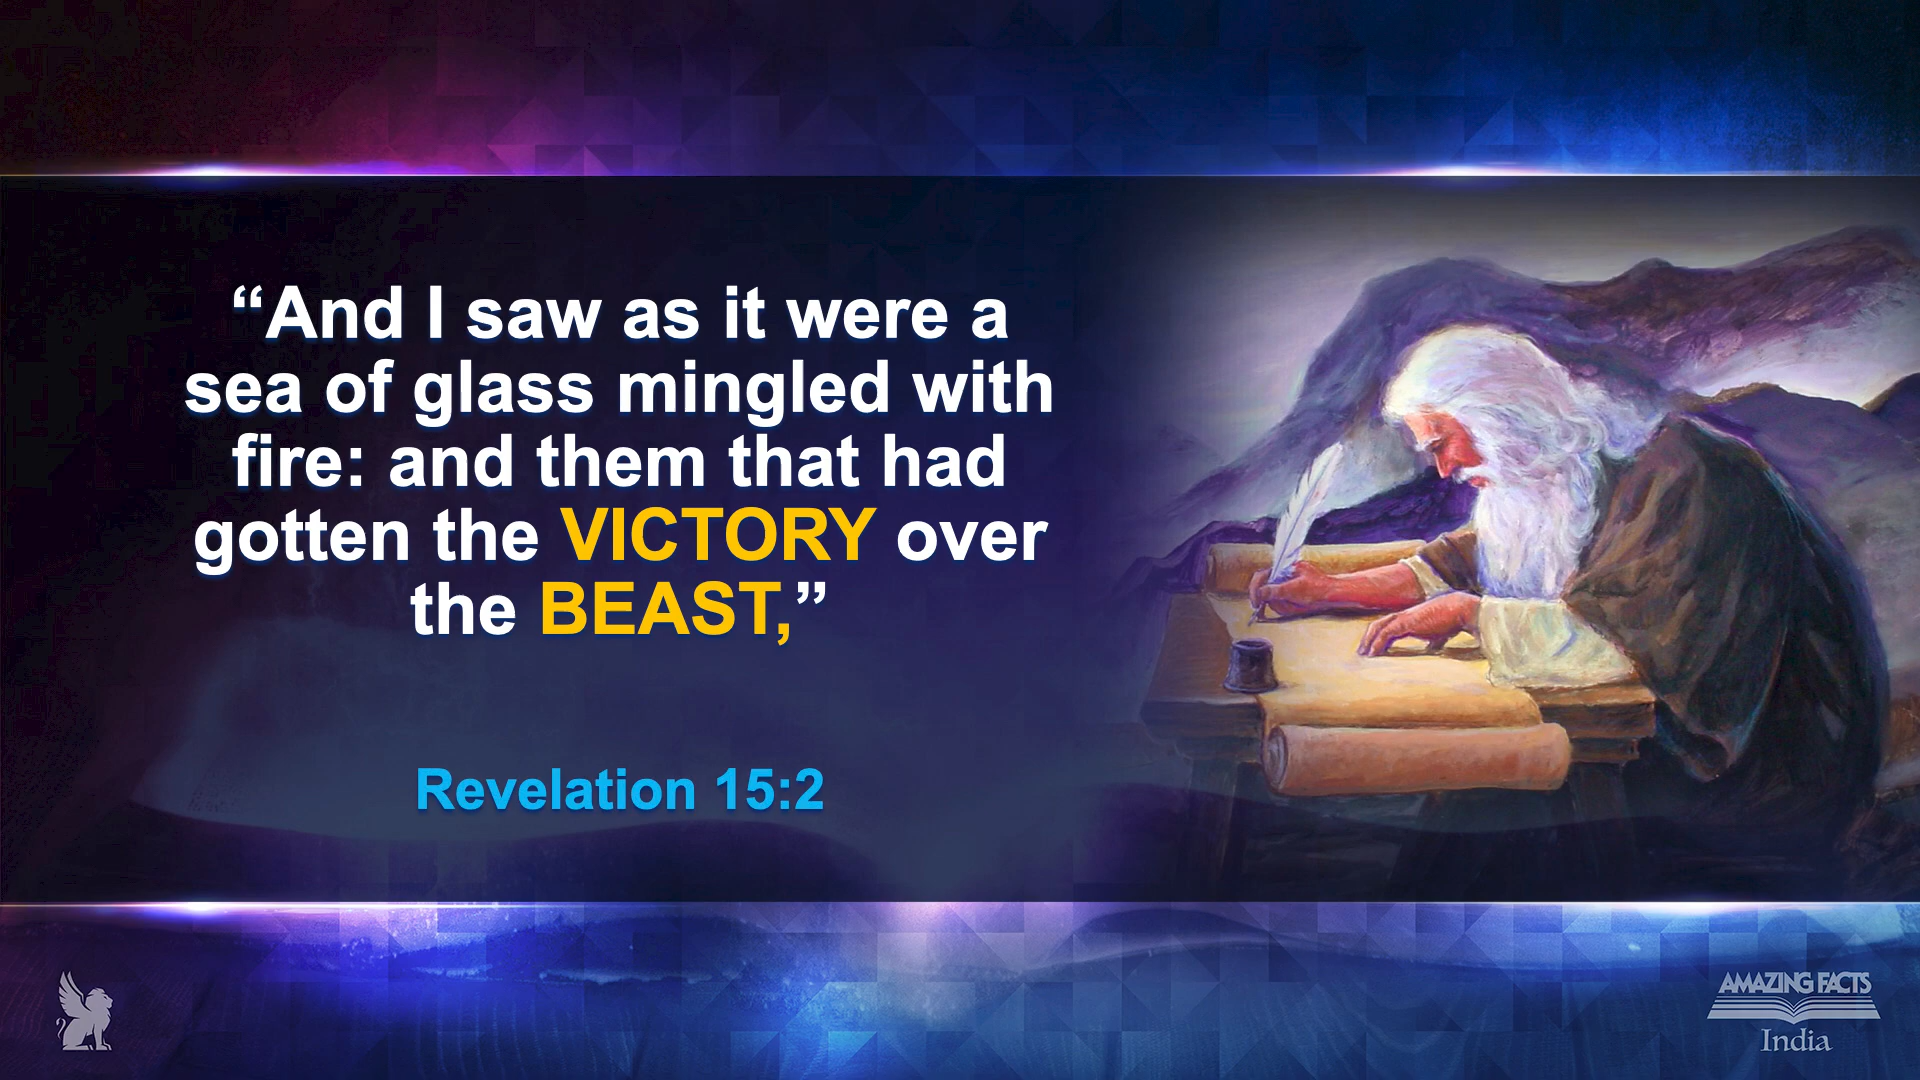 “And I saw as it were a
sea of glass mingled with
fire: and them that had
gotten the VICTORY over
the BEAST,”
Revelation 15:2
AMAZING FACTS
India